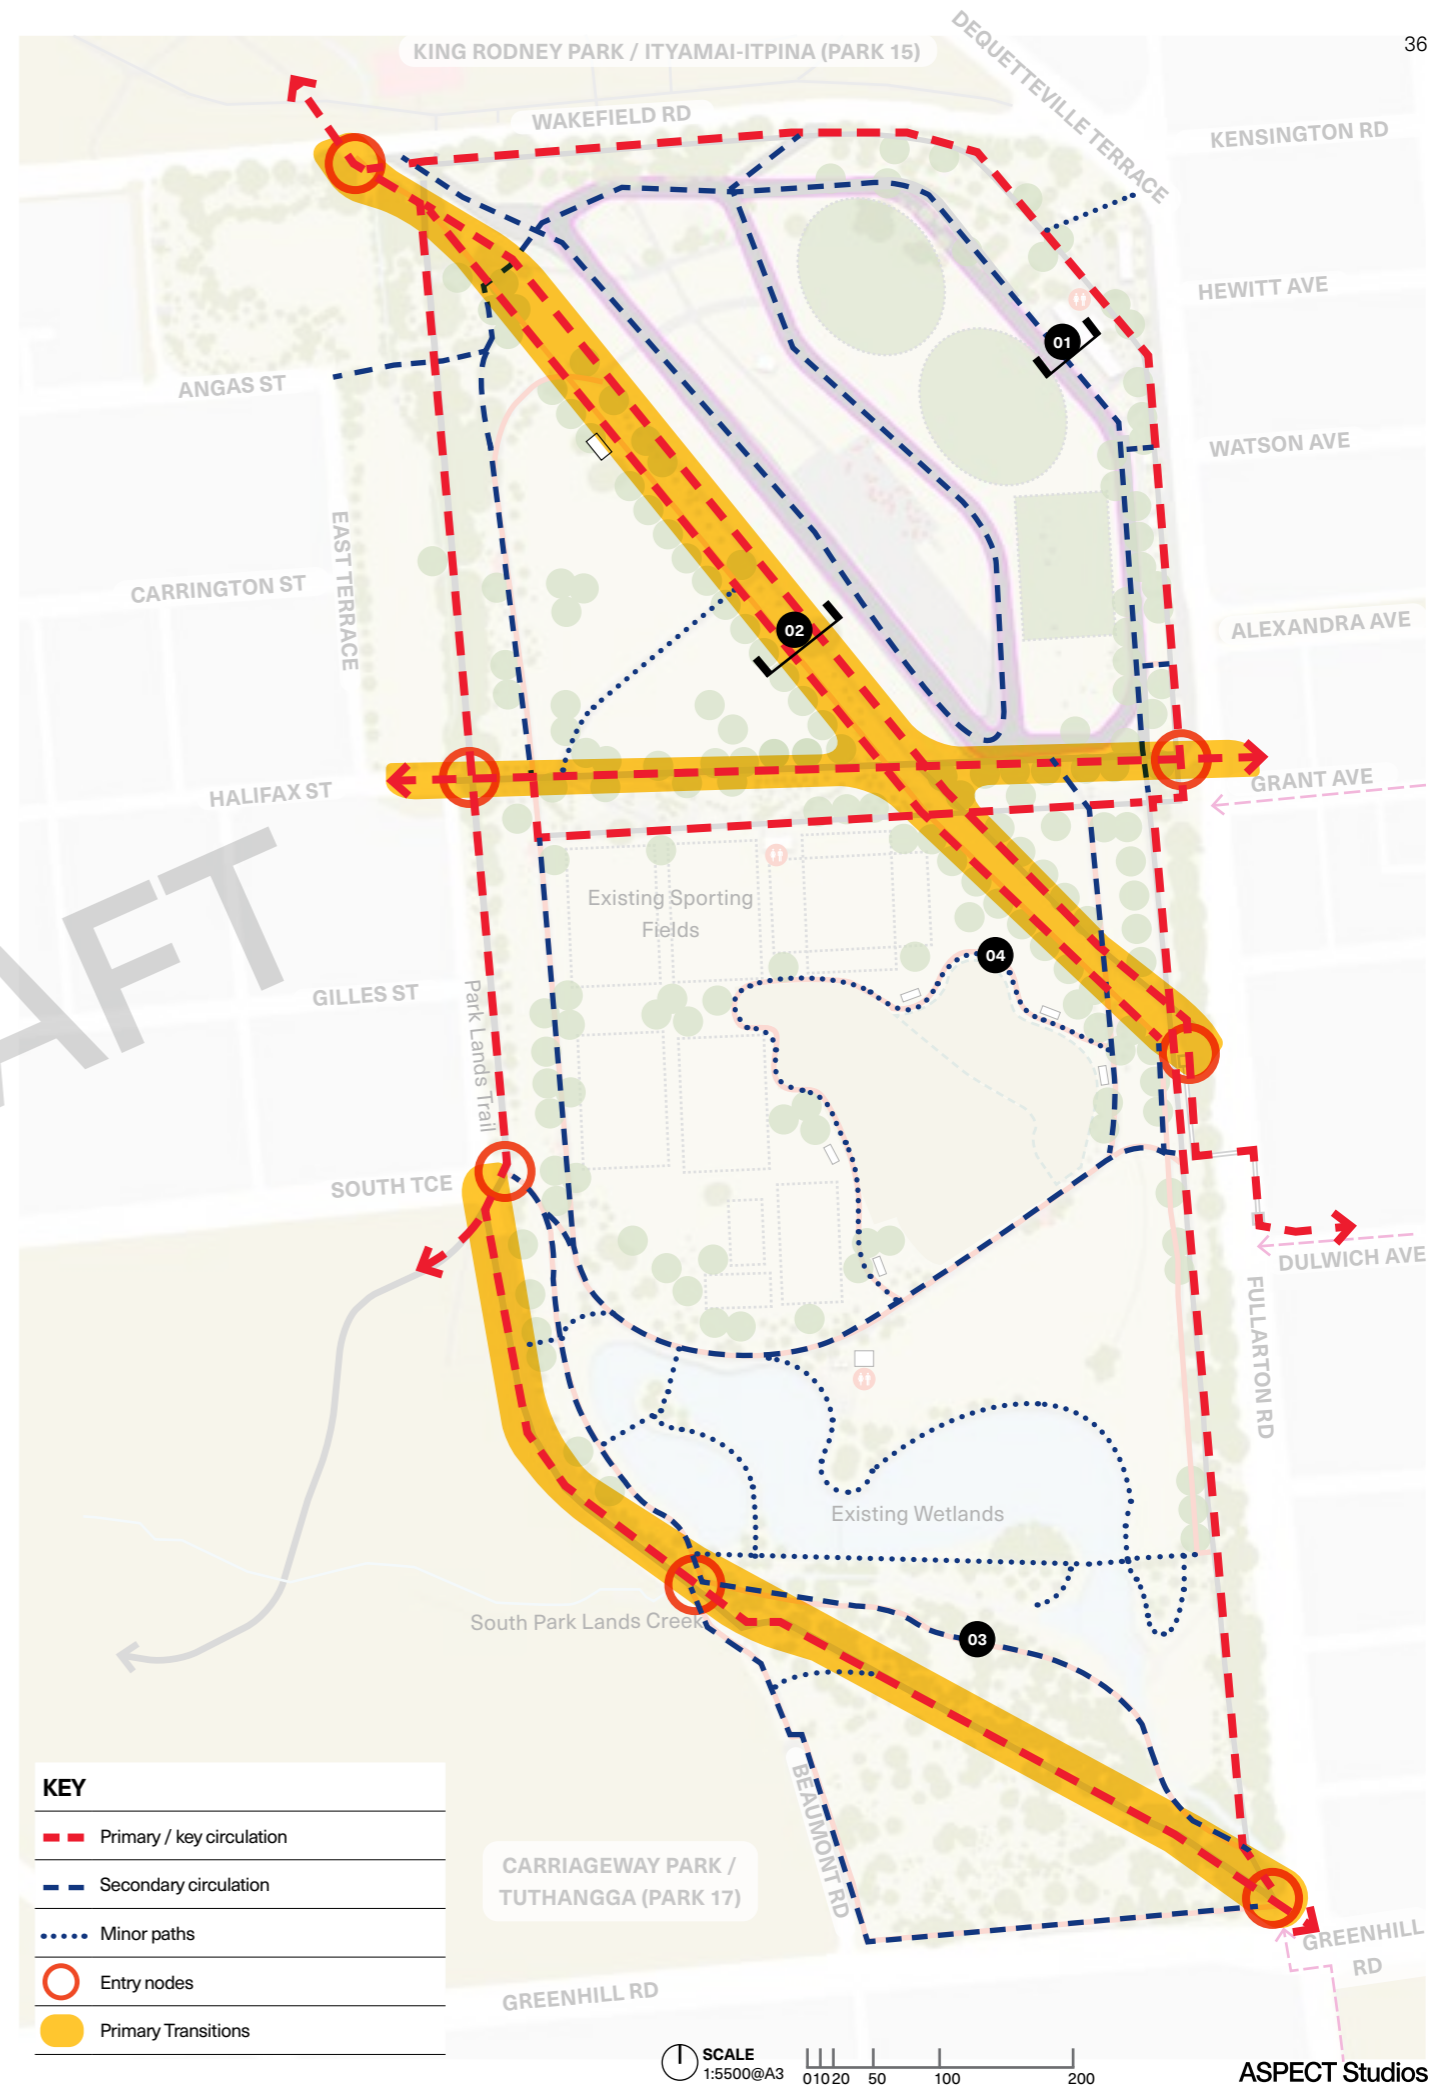 36
KING RODNEY PARK / ITYAMAI-ITPINA (PARK 15)
DEQUETTEVILLE TERRACE
WAKEFIELD RD
KENSINGTON RD
HEWITT AVE
01
ANGAS ST
WATSON AVE
EAST TERRACE
CARRINGTON ST
ALEXANDRA AVE
02
HALIFAX ST
GRANT AVE
AFT
Existing Sporting
Fields
04
GILLES ST
Park Lands Trail
SOUTH TCE
DULWICH AVE
FULLARTON RD
Existing Wetlands
South Park Lands Creek
03
BEAUMONT RD
CARRIAGEWAY PARK /
TUTHANGGA (PARK 17)
GREENHILL
RD
GREENHILL RD
KEY
Primary / key circulation
Secondary circulation
Minor paths
Entry nodes
Primary Transitions
SCALE
1:5500@A3
0 10 20 50 100 200
ASPECT Studios